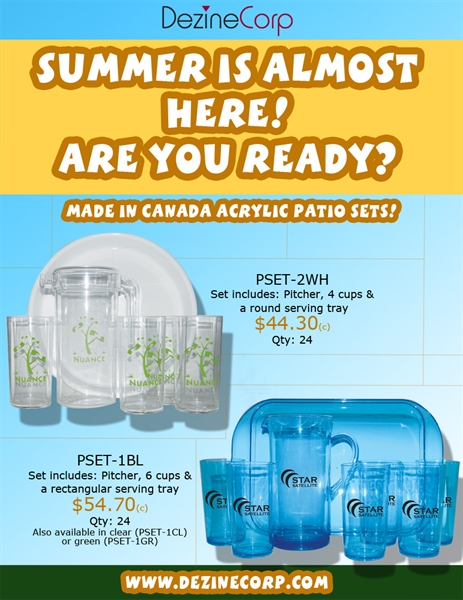 DezineCorp
SUMMER IS ALMOST
HERE!
ARE YOU READY?
MADE IN CANADA ACRYLIC PATIO SETS!
PSET-2WH
Set includes: Pitcher, 4 cups &
a round serving tray
$44.30(c)
Qty: 24
NUANCE
NUANCE
NUANCE
NUANCE
PSET-1BL
Set includes: Pitcher, 6 cups &
a rectangular serving tray
$54.70(c)
Qty: 24
Also available in clear (PSET-1CL)
or green (PSET-1GR)
STAR
SATELLITE
STAR
SATELLITE
STAR
SATELLITE
STAR
SATELLITE
STAR
WWW.DEZINECORP.COM